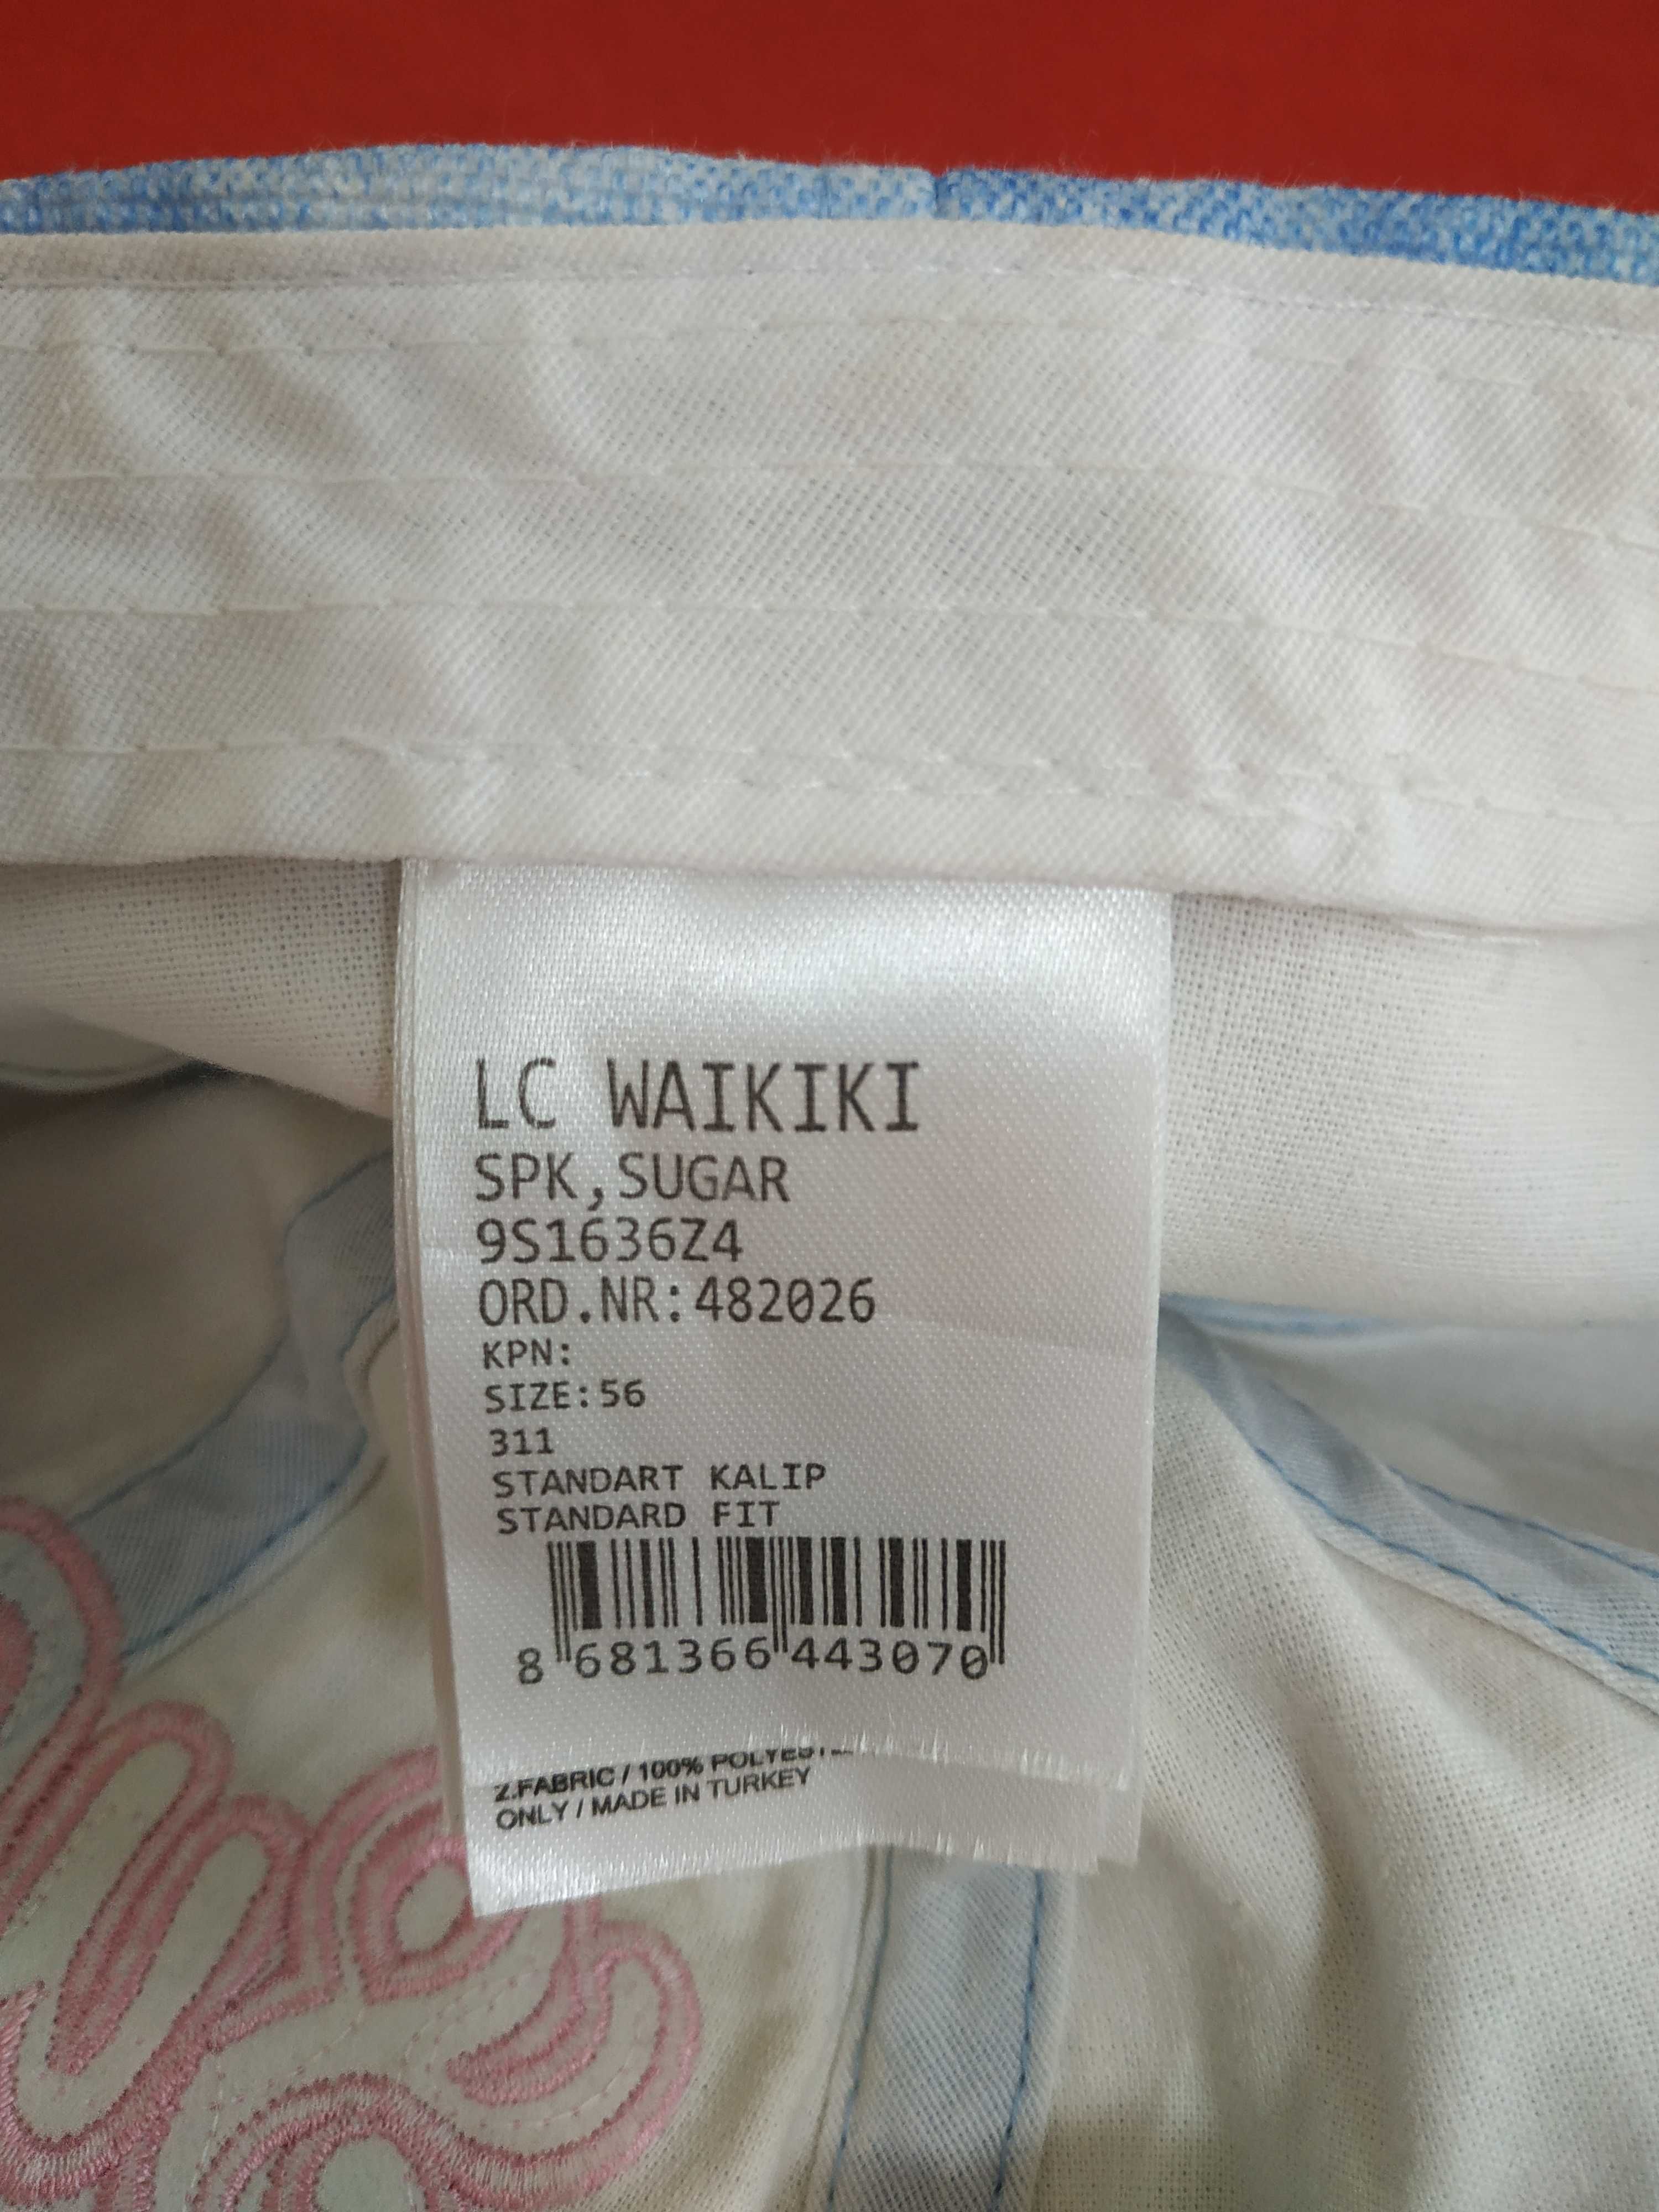 LC WAIKIKI
SPK,SUGAR
9S1636Z4
ORD.NR:482026
KPN:
SIZE:56
311
STANDART KALIP
STANDARD FIT
8 681366 443070
2.FABRIC / 100%
ONLY / MADE IN TURKEY